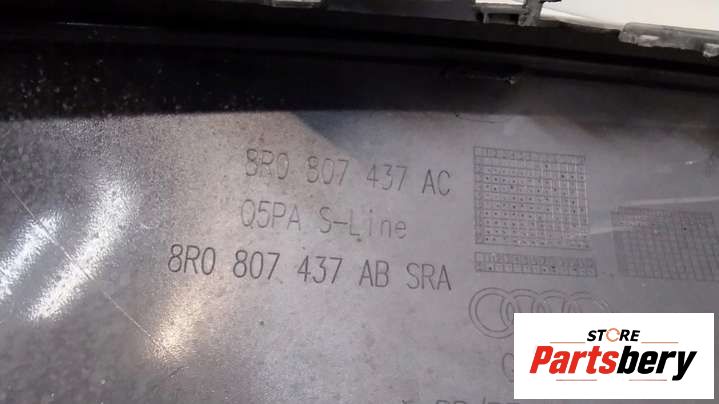 8R0 807 437 AC
Q5PA S-Line
8R0 807 437 AB SRA
STORE
Partsbery